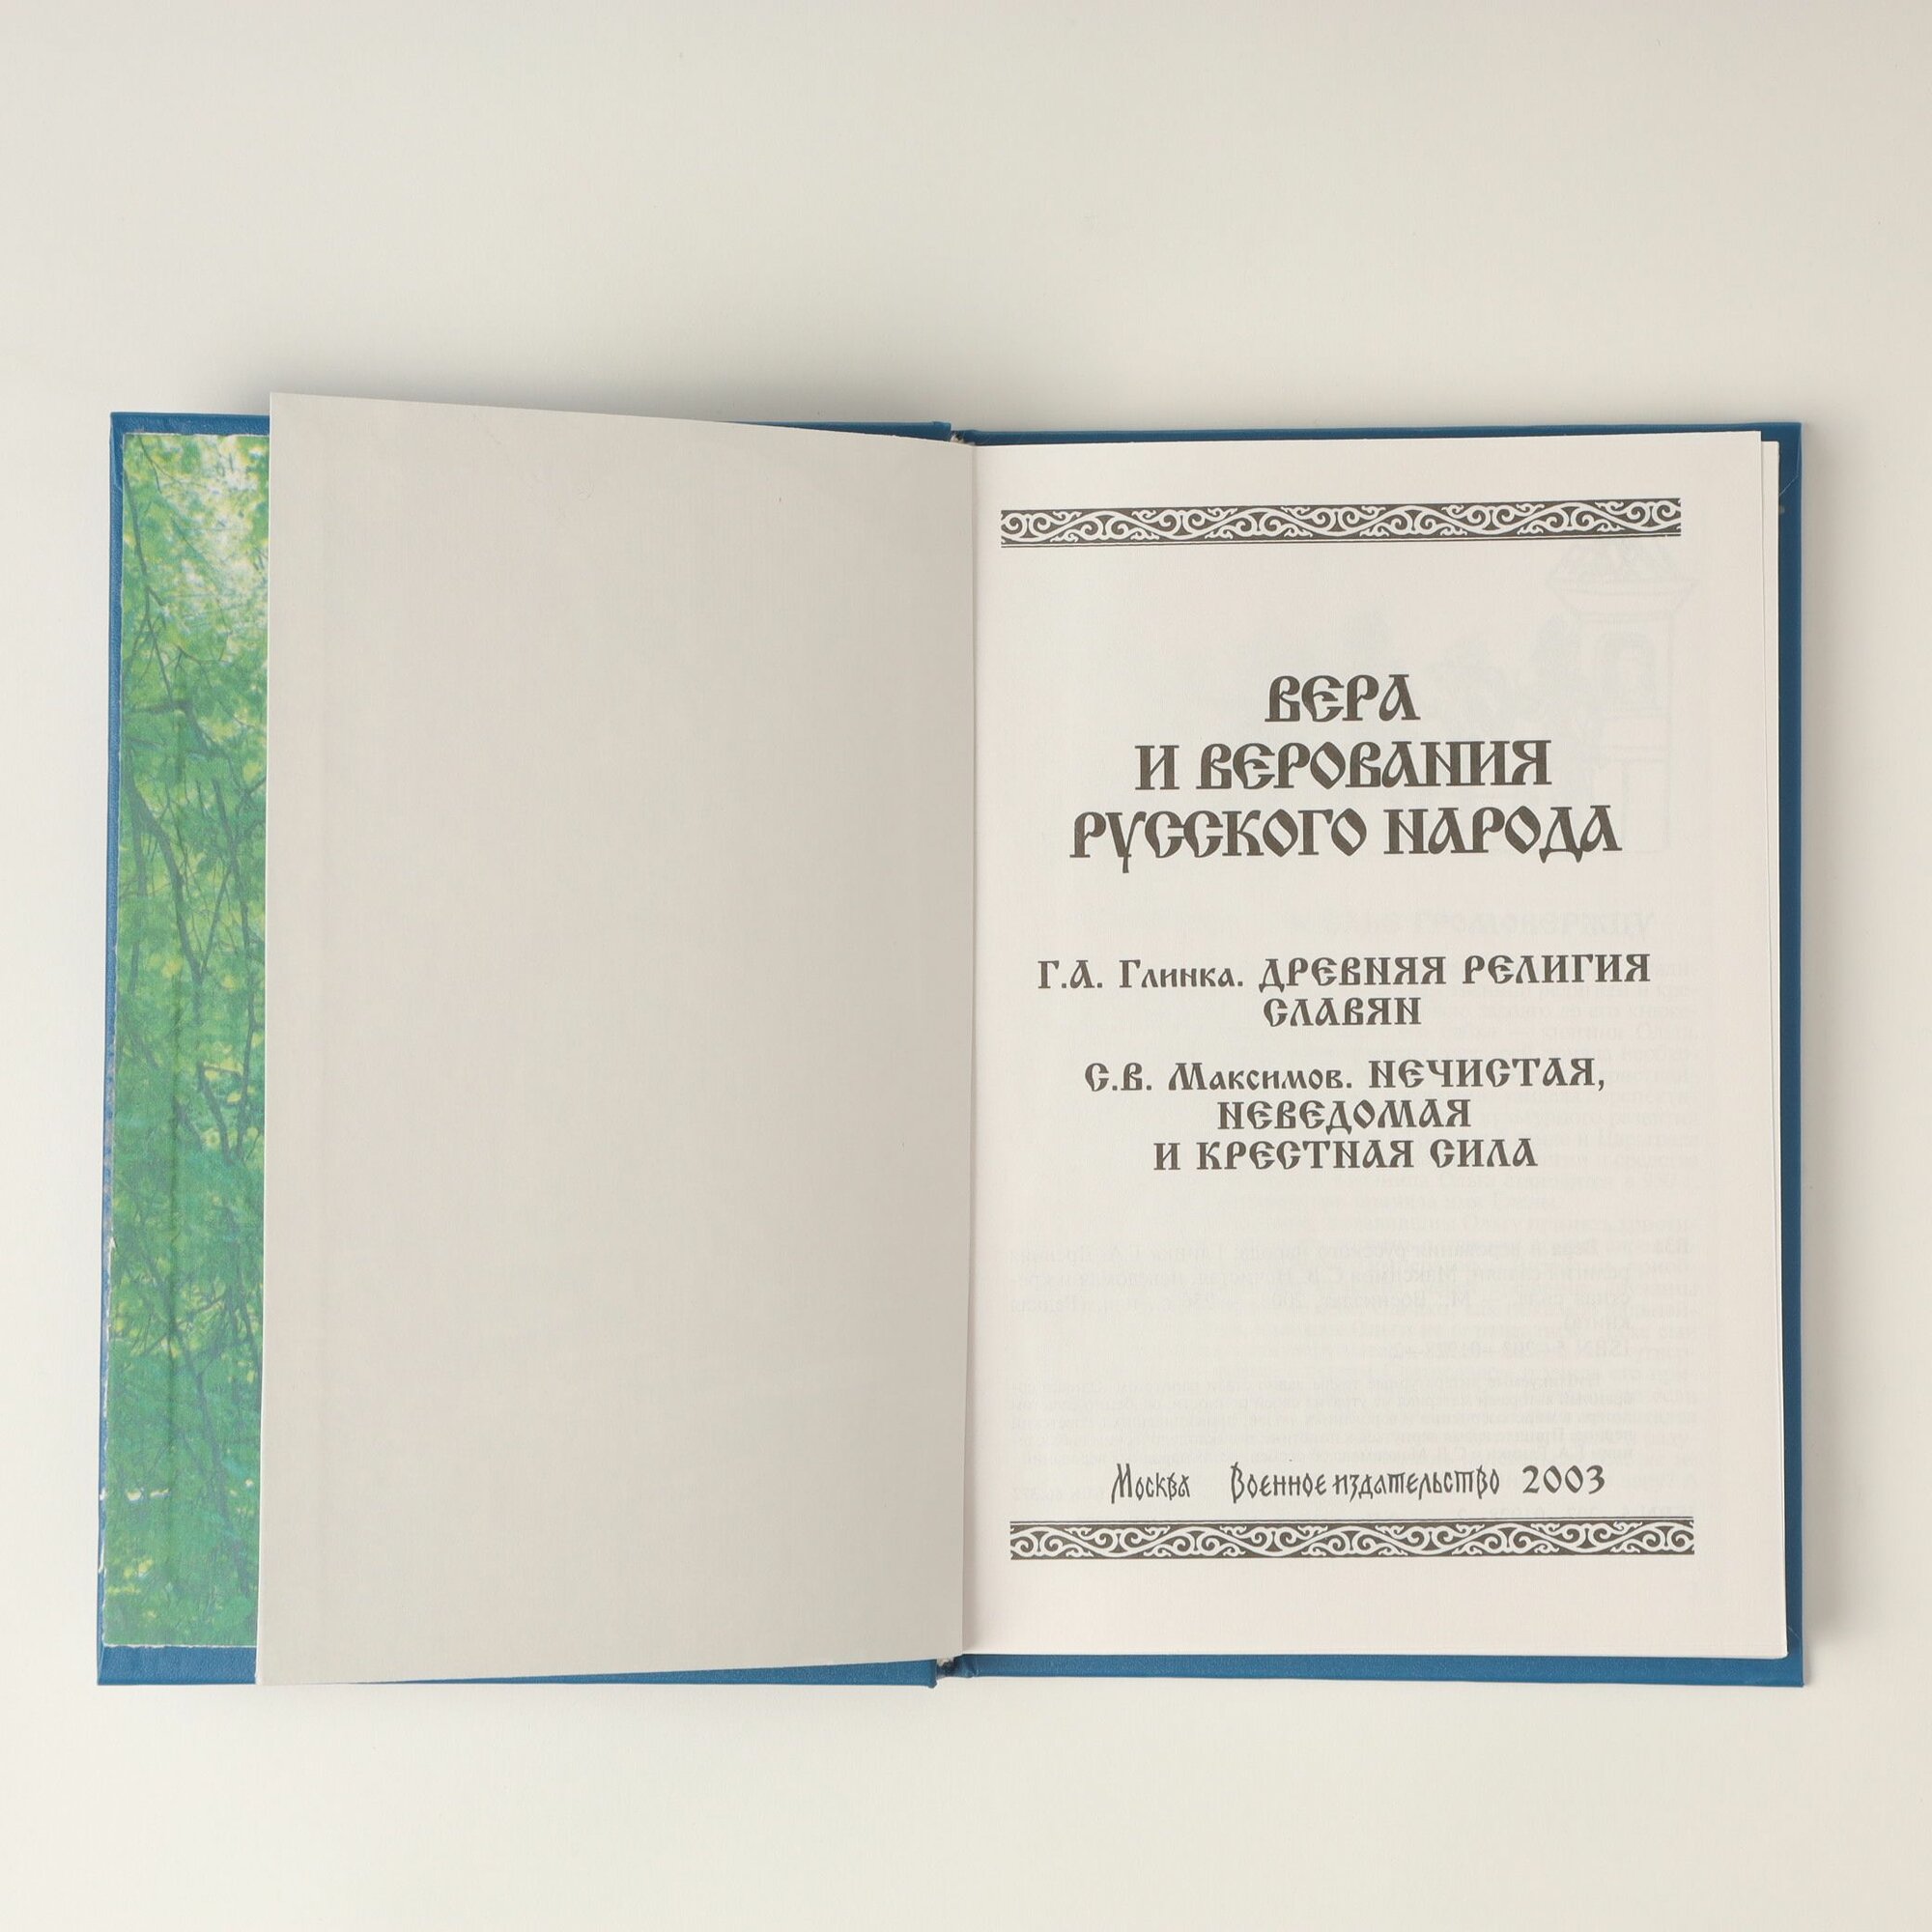 ВЕРА
И ВЕРОВАНИЯ
РУССКОГО НАРОДА
Г.А. Глинка. ДРЕВНЯЯ РЕЛИГИЯ
СЛАВЯН
С.В. Максимов. НЕЧИСТАЯ,
НЕВЕДОМАЯ
И КРЕСТНАЯ СИЛА
Москва Военное издательство 2003